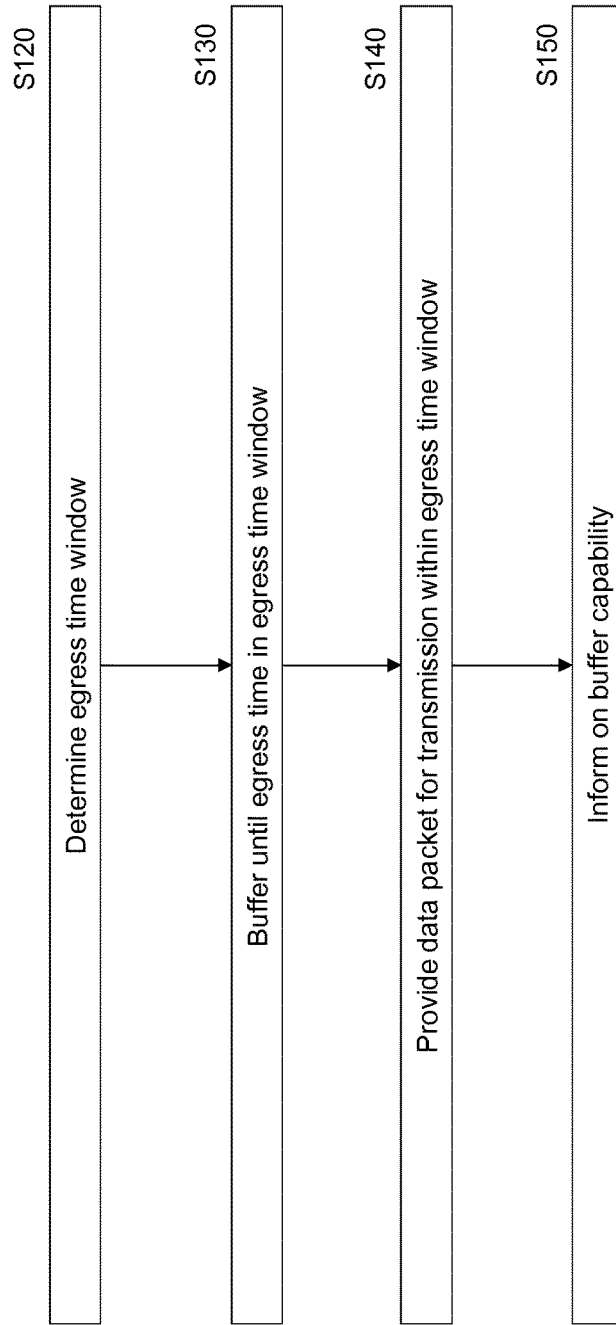 S120
Determine egress time window
S130
Buffer until egress time in egress time window
S140
Provide data packet for transmission within egress time window
S150
Inform on buffer capability